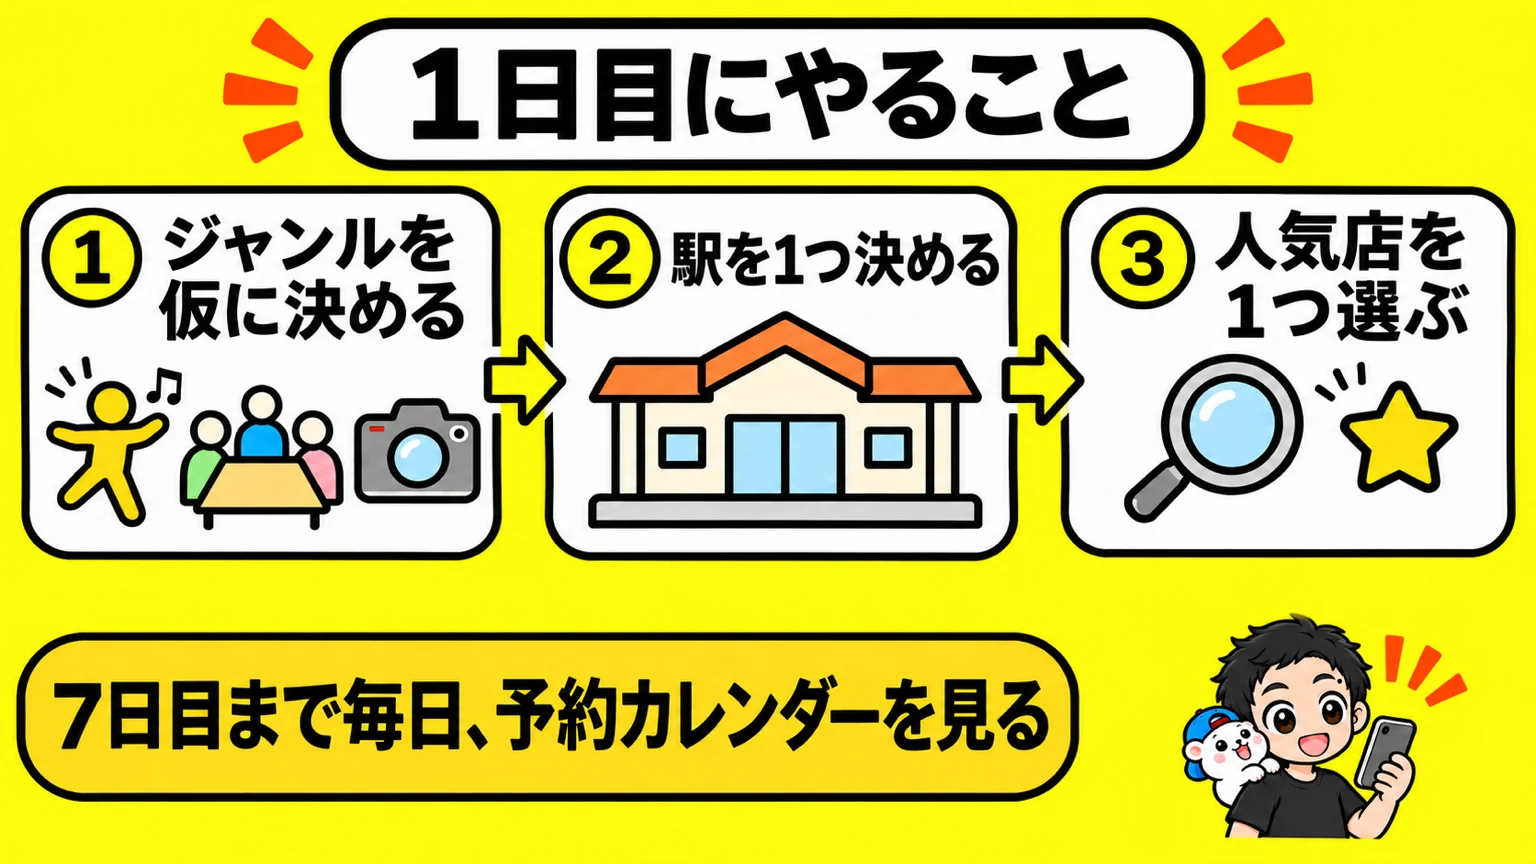 1日目にやること
1
ジャンルを
仮に決める
2
駅を1つ決める
3
人気店を
1つ選ぶ
7日目まで毎日、予約カレンダーを見る